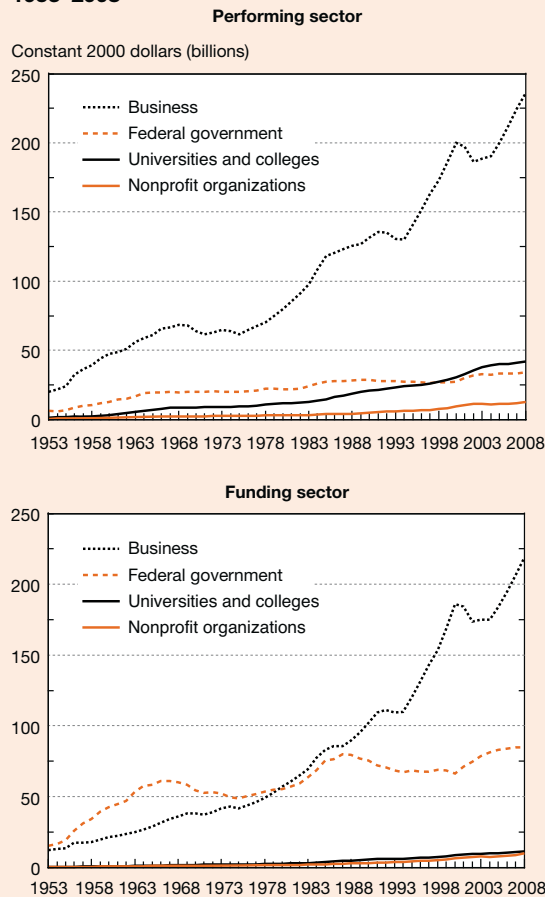 Performing sector
Constant 2000 dollars (billions)
250
Business
Federal government
200
Universities and colleges
Nonprofit organizations
150
100
50
0
1953 1958 1963 1968 1973 1978 1983 1988 1993 1998 2003 2008
Funding sector
250
Business
Federal government
200
Universities and colleges
Nonprofit organizations
150
100
50
0
1953 1958 1963 1968 1973 1978 1983 1988 1993 1998 2003 2008